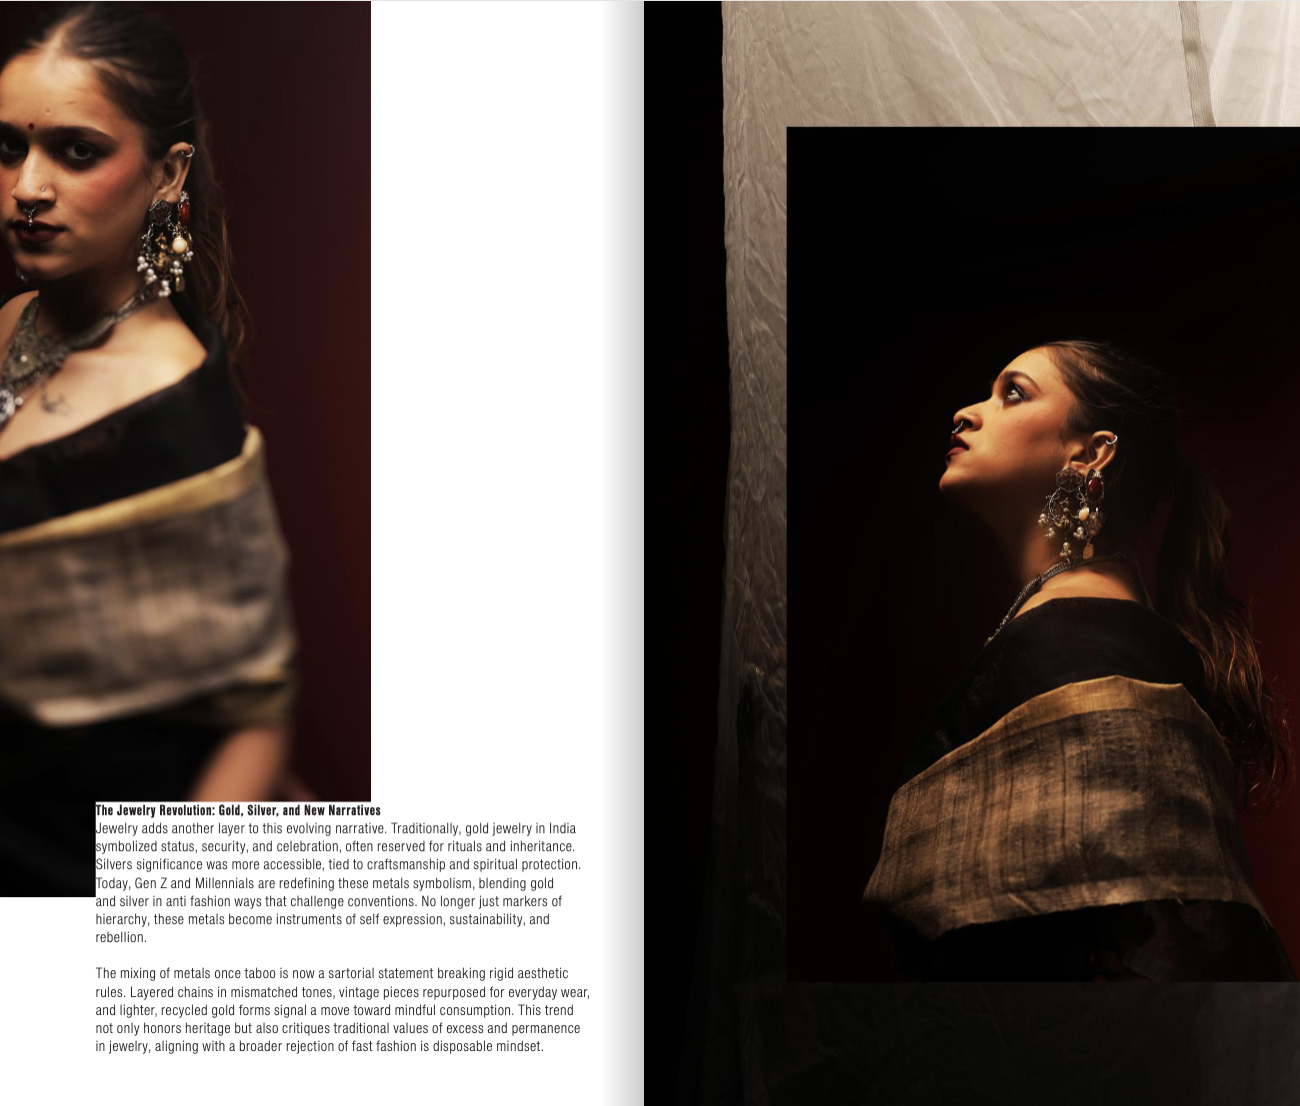 The Jewelry Revolution: Gold, Silver, and New Narratives
Jewelry adds another layer to this evolving narrative. Traditionally, gold jewelry in India
symbolized status, security, and celebration, often reserved for rituals and inheritance.
Silvers significance was more accessible, tied to craftsmanship and spiritual protection.
Today, Gen Z and Millennials are redefining these metals symbolism, blending gold
and silver in anti fashion ways that challenge conventions. No longer just markers of
hierarchy, these metals become instruments of self expression, sustainability, and
rebellion.
The mixing of metals once taboo is now a sartorial statement breaking rigid aesthetic
rules. Layered chains in mismatched tones, vintage pieces repurposed for everyday wear,
and lighter, recycled gold forms signal a move toward mindful consumption. This trend
not only honors heritage but also critiques traditional values of excess and permanence
in jewelry, aligning with a broader rejection of fast fashion is disposable mindset.